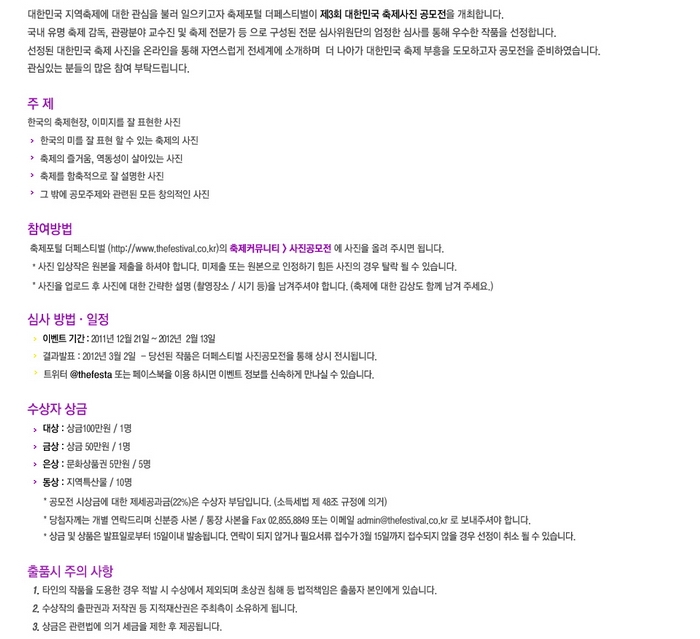 대한민국 지역축제에 대한 관심을 불러 일으키고자 축제포털 더페스티벌이 제3회 대한민국 축제사진 공모전을 개최합니다.
국내 유명 축제 감독, 관광분야 교수진 및 축제 전문가 등 으로 구성된 전문 심사위원단의 엄정한 심사를 통해 우수한 작품을 선정합니다.
선정된 대한민국 축제 사진을 온라인을 통해 자연스럽게 전세계에 소개하며 더 나아가 대한민국 축제 부흥을 도모하고자 공모전을 준비하였습니다.
관심있는 분들의 많은 참여 부탁드립니다.
주 제
한국의 축제현장, 이미지를 잘 표현한 사진
› 한국의 미를 잘 표현 할 수 있는 축제의 사진
› 축제의 즐거움, 역동성이 살아있는 사진
› 축제를 함축적으로 잘 설명한 사진
› 그 밖에 공모주제와 관련된 모든 창의적인 사진
참여방법
축제포털 더페스티벌 (http://www.thefestival.co.kr)의 축제커뮤니티 > 사진공모전 에 사진을 올려 주시면 됩니다.
* 사진 입상작은 원본을 제출을 하셔야 합니다. 미제출 또는 원본으로 인정하기 힘든 사진의 경우 탈락 될 수 있습니다.
* 사진을 업로드 후 사진에 대한 간략한 설명 (촬영장소 / 시기 등)을 남겨주셔야 합니다. (축제에 대한 감상도 함께 남겨 주세요.)
심사 방법 · 일정
› 이벤트 기간 : 2011년 12월 21일 ~ 2012년 2월 13일
› 결과발표 : 2012년 3월 2일 - 당선된 작품은 더페스티벌 사진공모전을 통해 상시 전시됩니다.
› 트위터 @thefesta 또는 페이스북을 이용 하시면 이벤트 정보를 신속하게 만나실 수 있습니다.
수상자 상금
› 대상 : 상금100만원 / 1명
› 금상 : 상금 50만원 / 1명
› 은상 : 문화상품권 5만원 / 5명
› 동상 : 지역특산물 / 10명
* 공모전 시상금에 대한 제세공과금(22%)은 수상자 부담입니다. (소득세법 제 48조 규정에 의거)
* 당첨자께는 개별 연락드리며 신분증 사본 / 통장 사본을 Fax 02.855.8849 또는 이메일 admin@thefestival.co.kr 로 보내주셔야 합니다.
* 상금 및 상품은 발표일로부터 15일이내 발송됩니다. 연락이 되지 않거나 필요서류 접수가 3월 15일까지 접수되지 않을 경우 선정이 취소 될 수 있습니다.
출품시 주의 사항
1. 타인의 작품을 도용한 경우 적발 시 수상에서 제외되며 초상권 침해 등 법적책임은 출품자 본인에게 있습니다.
2. 수상작의 출판권과 저작권 등 지적재산권은 주최측이 소유하게 됩니다.
3. 상금은 관련법에 의거 세금을 제한 후 제공됩니다.